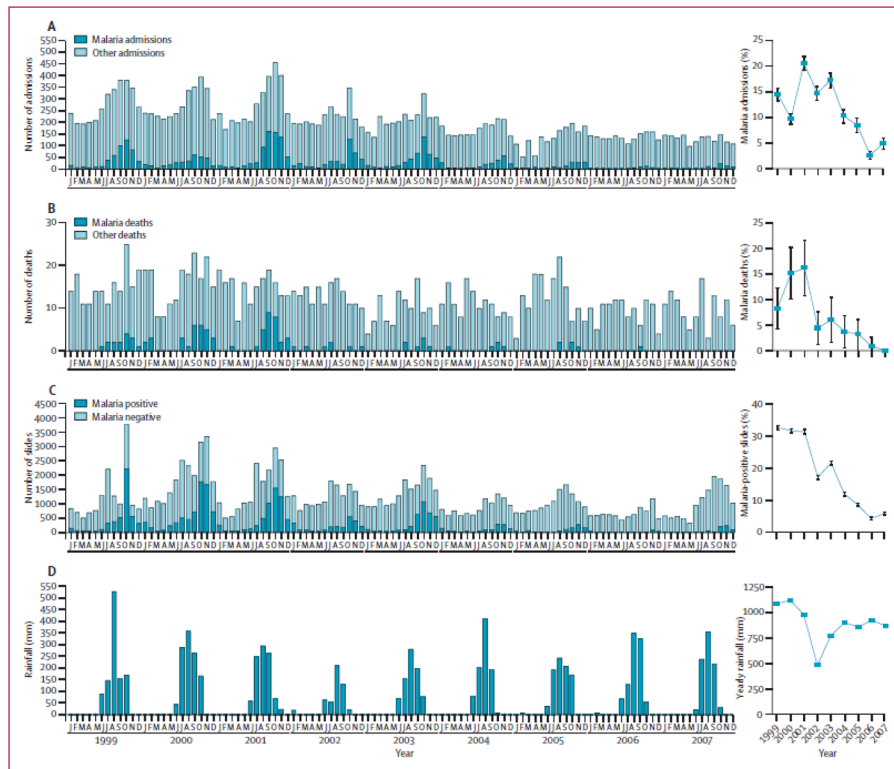 A
Malaria admissions
Other admissions
Number of admissions
550
500
450
400
350
300
250
200
150
100
50
0
J F M A M J J A S O N D J F M A M J J A S O N D J F M A M J J A S O N D J F M A M J J A S O N D J F M A M J J A S O N D J F M A M J J A S O N D J F M A M J J A S O N D J F M A M J J A S O N D J F M A M J J A S O N D
Malaria admissions (%)
25
20
15
10
5
0
B
Malaria deaths
Other deaths
Number of deaths
30
20
10
0
J F M A M J J A S O N D J F M A M J J A S O N D J F M A M J J A S O N D J F M A M J J A S O N D J F M A M J J A S O N D J F M A M J J A S O N D J F M A M J J A S O N D J F M A M J J A S O N D J F M A M J J A S O N D
Malaria deaths (%)
25
20
15
10
5
0
C
Malaria positive
Malaria negative
Number of slides
4500
4000
3500
3000
2500
2000
1500
1000
500
0
J F M A M J J A S O N D J F M A M J J A S O N D J F M A M J J A S O N D J F M A M J J A S O N D J F M A M J J A S O N D J F M A M J J A S O N D J F M A M J J A S O N D J F M A M J J A S O N D J F M A M J J A S O N D
Malaria-positive slides (%)
40
30
20
10
0
D
Rainfall (mm)
550
500
450
400
350
300
250
200
150
100
50
0
J F M A M J J A S O N D J F M A M J J A S O N D J F M A M J J A S O N D J F M A M J J A S O N D J F M A M J J A S O N D J F M A M J J A S O N D J F M A M J J A S O N D J F M A M J J A S O N D J F M A M J J A S O N D
1999 2000 2001 2002 2003 2004 2005 2006 2007
Year
Yearly rainfall (mm)
1250
1000
750
500
250
0
1999 2000 2001 2002 2003 2004 2005 2006 2007
Year